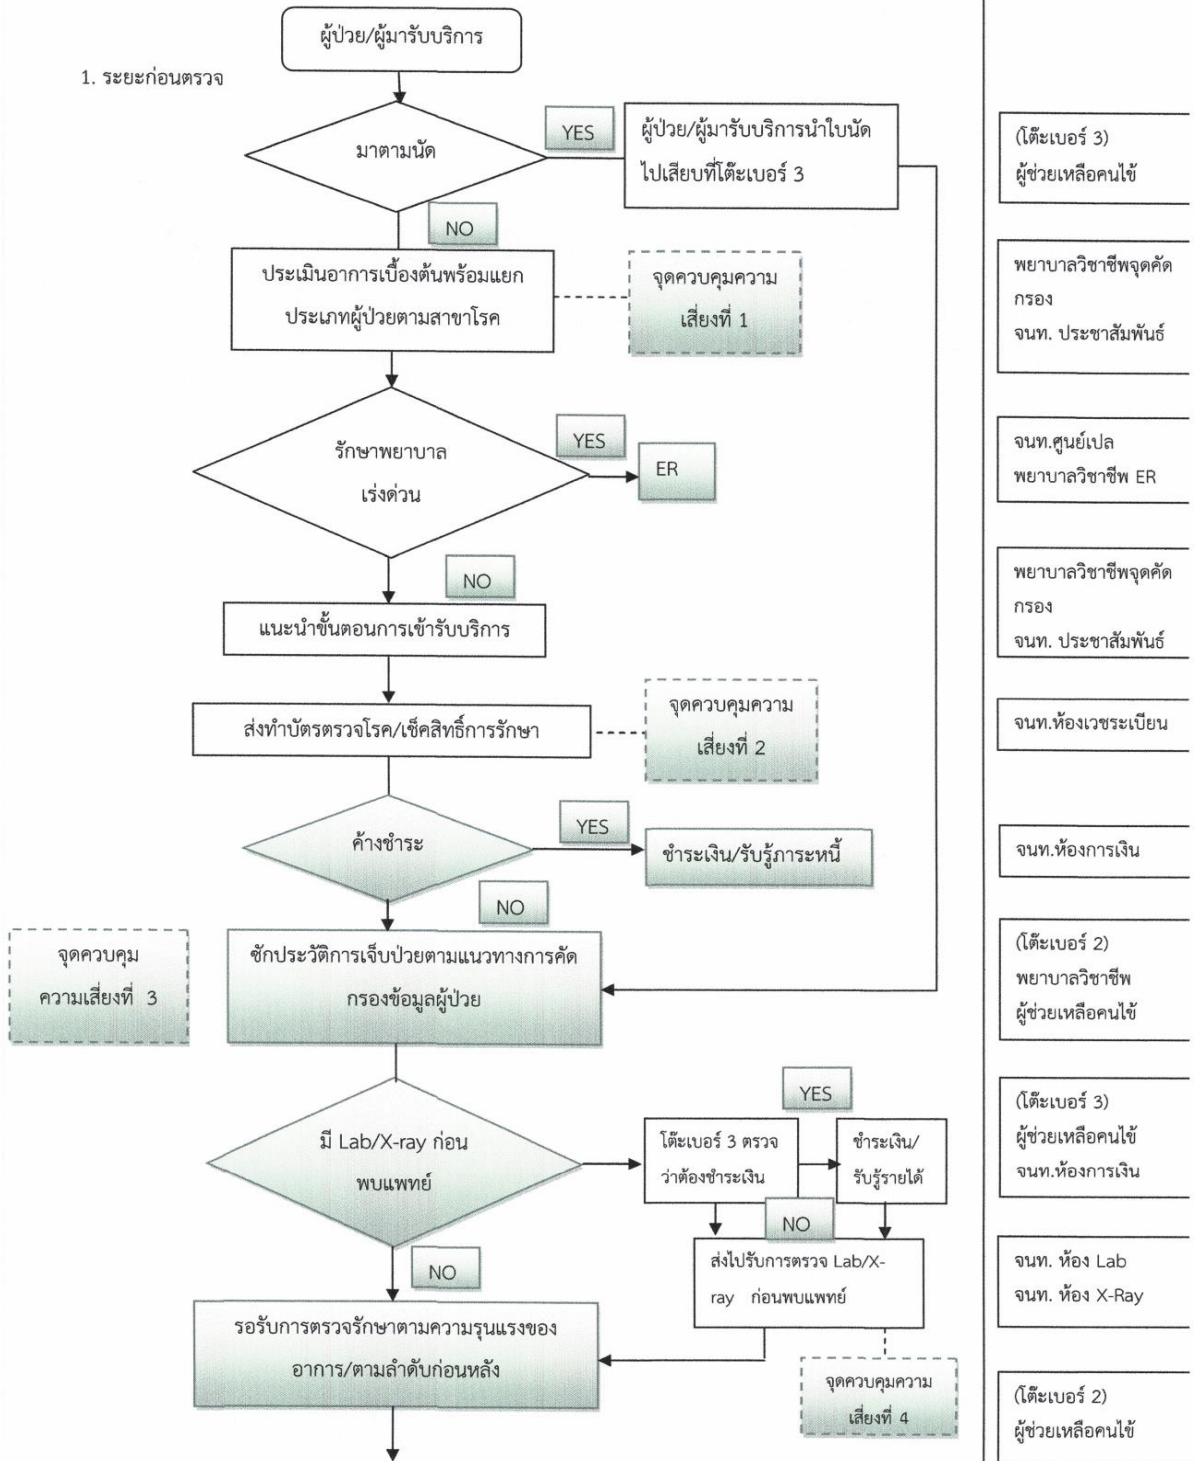 ผู้ป่วย/ผู้มารับบริการ
1. ระยะก่อนตรวจ
มาตามนัด
YES
ผู้ป่วย/ผู้มารับบริการนำใบนัด
ไปเสียบที่โต๊ะเบอร์ 3
(โต๊ะเบอร์ 3)
ผู้ช่วยเหลือคนไข้
NO
ประเมินอาการเบื้องต้นพร้อมแยก
ประเภทผู้ป่วยตามสาขาโรค
จุดควบคุมความ
เสี่ยงที่ 1
พยาบาลวิชาชีพจุดคัด
กรอง
จนท. ประชาสัมพันธ์
รักษาพยาบาล
เร่งด่วน
YES
ER
จนท.ศูนย์เปล
พยาบาลวิชาชีพ ER
NO
แนะนำขั้นตอนการเข้ารับบริการ
พยาบาลวิชาชีพจุดคัด
กรอง
จนท. ประชาสัมพันธ์
ส่งทำบัตรตรวจโรค/เช็คสิทธิ์การรักษา
จุดควบคุมความ
เสี่ยงที่ 2
จนท.ห้องเวชระเบียน
ค้างชำระ
YES
ชำระเงิน/รับรู้ภาระหนี้
จนท.ห้องการเงิน
NO
จุดควบคุม
ความเสี่ยงที่ 3
ซักประวัติการเจ็บป่วยตามแนวทางการคัด
กรองข้อมูลผู้ป่วย
(โต๊ะเบอร์ 2)
พยาบาลวิชาชีพ
ผู้ช่วยเหลือคนไข้
มี Lab/X-ray ก่อน
พบแพทย์
YES
โต๊ะเบอร์ 3 ตรวจ
ว่าต้องชำระเงิน
ชำระเงิน/
รับรู้รายได้
(โต๊ะเบอร์ 3)
ผู้ช่วยเหลือคนไข้
จนท.ห้องการเงิน
NO
NO
ส่งไปรับการตรวจ Lab/X-
ray ก่อนพบแพทย์
จนท. ห้อง Lab
จนท. ห้อง X-Ray
รอรับการตรวจรักษาตามความรุนแรงของ
อาการ/ตามลำดับก่อนหลัง
จุดควบคุมความ
เสี่ยงที่ 4
(โต๊ะเบอร์ 2)
ผู้ช่วยเหลือคนไข้